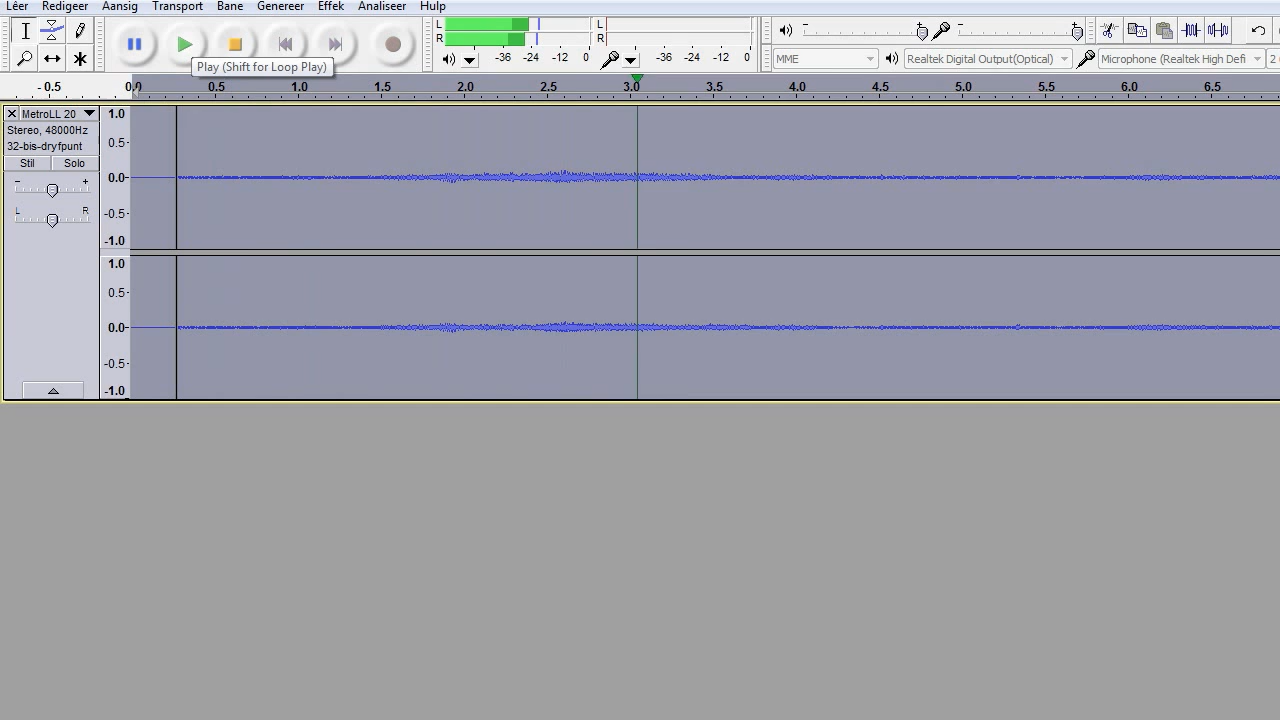 Lêer Redigeer Aansig Transport Bane Genereer Effek Analiseer Hulp
L R -36 -24 -12 0 L R -36 -24 -12 0
Play (Shift for Loop Play)
MME Realtek Digital Output(Optical) Microphone (Realtek High Defi 2
- 0.5 0.0 0.5 1.0 1.5 2.0 2.5 3.0 3.5 4.0 4.5 5.0 5.5 6.0 6.5
MetroLL 20
Stereo, 48000Hz
32-bis-dryfpunt
Stil Solo
- +
L R
1.0
0.5-
0.0-
-0.5-
-1.0
1.0
0.5-
0.0-
-0.5-
-1.0